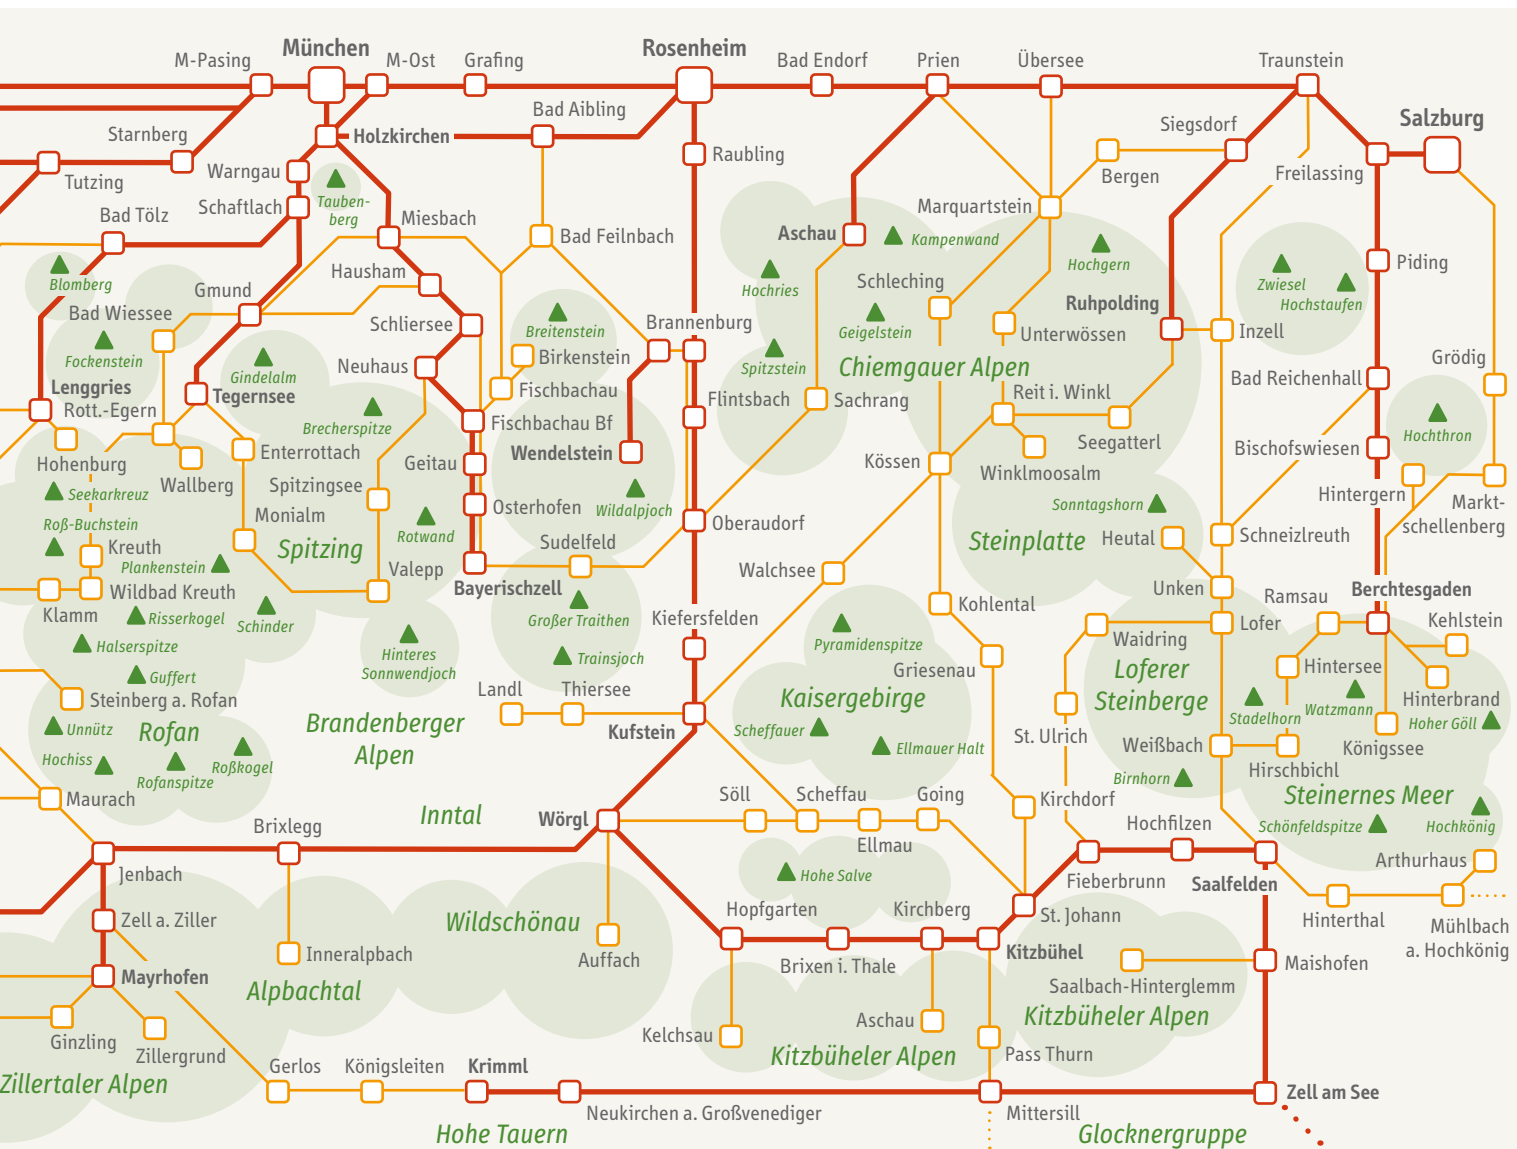 München
Rosenheim
M-Pasing
M-Ost
Grafing
Bad Endorf
Prien
Übersee
Traunstein
Bad Aibling
Salzburg
Starnberg
Holzkirchen
Siegsdorf
Raubling
Tutzing
Warngau
Bergen
Freilassing
Schaftlach
Tauben-
berg
Bad Tölz
Miesbach
Marquartstein
Bad Feilnbach
Aschau
Kampenwand
Hochgern
Piding
Blomberg
Hausham
Hochries
Schleching
Zwiesel
Hochstaufen
Gmund
Ruhpolding
Bad Wiessee
Schliersee
Breitenstein
Brannenburg
Geigelstein
Unterwössen
Inzell
Fockenstein
Birkenstein
Grödig
Neuhaus
Gindelalm
Spitzstein
Chiemgauer Alpen
Bad Reichenhall
Lenggries
Tegernsee
Fischbachau
Flintsbach
Sachrang
Reit i. Winkl
Rott.-Egern
Brecherspitze
Fischbachau Bf
Seegatterl
Hochthron
Enterrottach
Wendelstein
Bischofswiesen
Hohenburg
Geitau
Kössen
Winklmoosalm
Wallberg
Spitzingsee
Hintergern
Markt-
schellenberg
Seekarkreuz
Osterhofen
Wildalpjoch
Sonntagshorn
Roß-Buchstein
Monialm
Rotwand
Oberaudorf
Schneizlreuth
Kreuth
Spitzing
Sudelfeld
Steinplatte
Heutal
Plankenstein
Valepp
Walchsee
Wildbad Kreuth
Bayerischzell
Unken
Berchtesgaden
Klamm
Risserkogel
Schinder
Großer Traithen
Kiefersfelden
Kohlental
Ramsau
Kehlstein
Lofer
Halserspitze
Hinteres
Sonnwendjoch
Trainsjoch
Pyramidenspitze
Waidring
Griesenau
Loferer
Steinberge
Hintersee
Guffert
Steinberg a. Rofan
Landl
Thiersee
Kaisergebirge
Hinterbrand
Watzmann
Stadelhorn
Hoher Göll
Unnütz
Rofan
Brandenberger
Alpen
Kufstein
Scheffauer
Ellmauer Halt
St. Ulrich
Weißbach
Königssee
Hochiss
Roßkogel
Rofanspitze
Birnhorn
Hirschbichl
Steinernes Meer
Maurach
Inntal
Söll
Scheffau
Going
Kirchdorf
Wörgl
Brixlegg
Hochfilzen
Schönfeldspitze
Hochkönig
Ellmau
Arthurhaus
Jenbach
Hohe Salve
Fieberbrunn
Saalfelden
Zell a. Ziller
Wildschönau
Hopfgarten
Kirchberg
St. Johann
Hinterthal
Mühlbach
a. Hochkönig
Inneralpbach
Auffach
Kitzbühel
Mayrhofen
Brixen i. Thale
Maishofen
Alpbachtal
Saalbach-Hinterglemm
Ginzling
Zillergrund
Kelchsau
Aschau
Kitzbüheler Alpen
Kitzbüheler Alpen
Pass Thurn
Gerlos
Königsleiten
Krimml
Zillertaler Alpen
Zell am See
Neukirchen a. Großvenediger
Mittersill
Hohe Tauern
Glocknergruppe